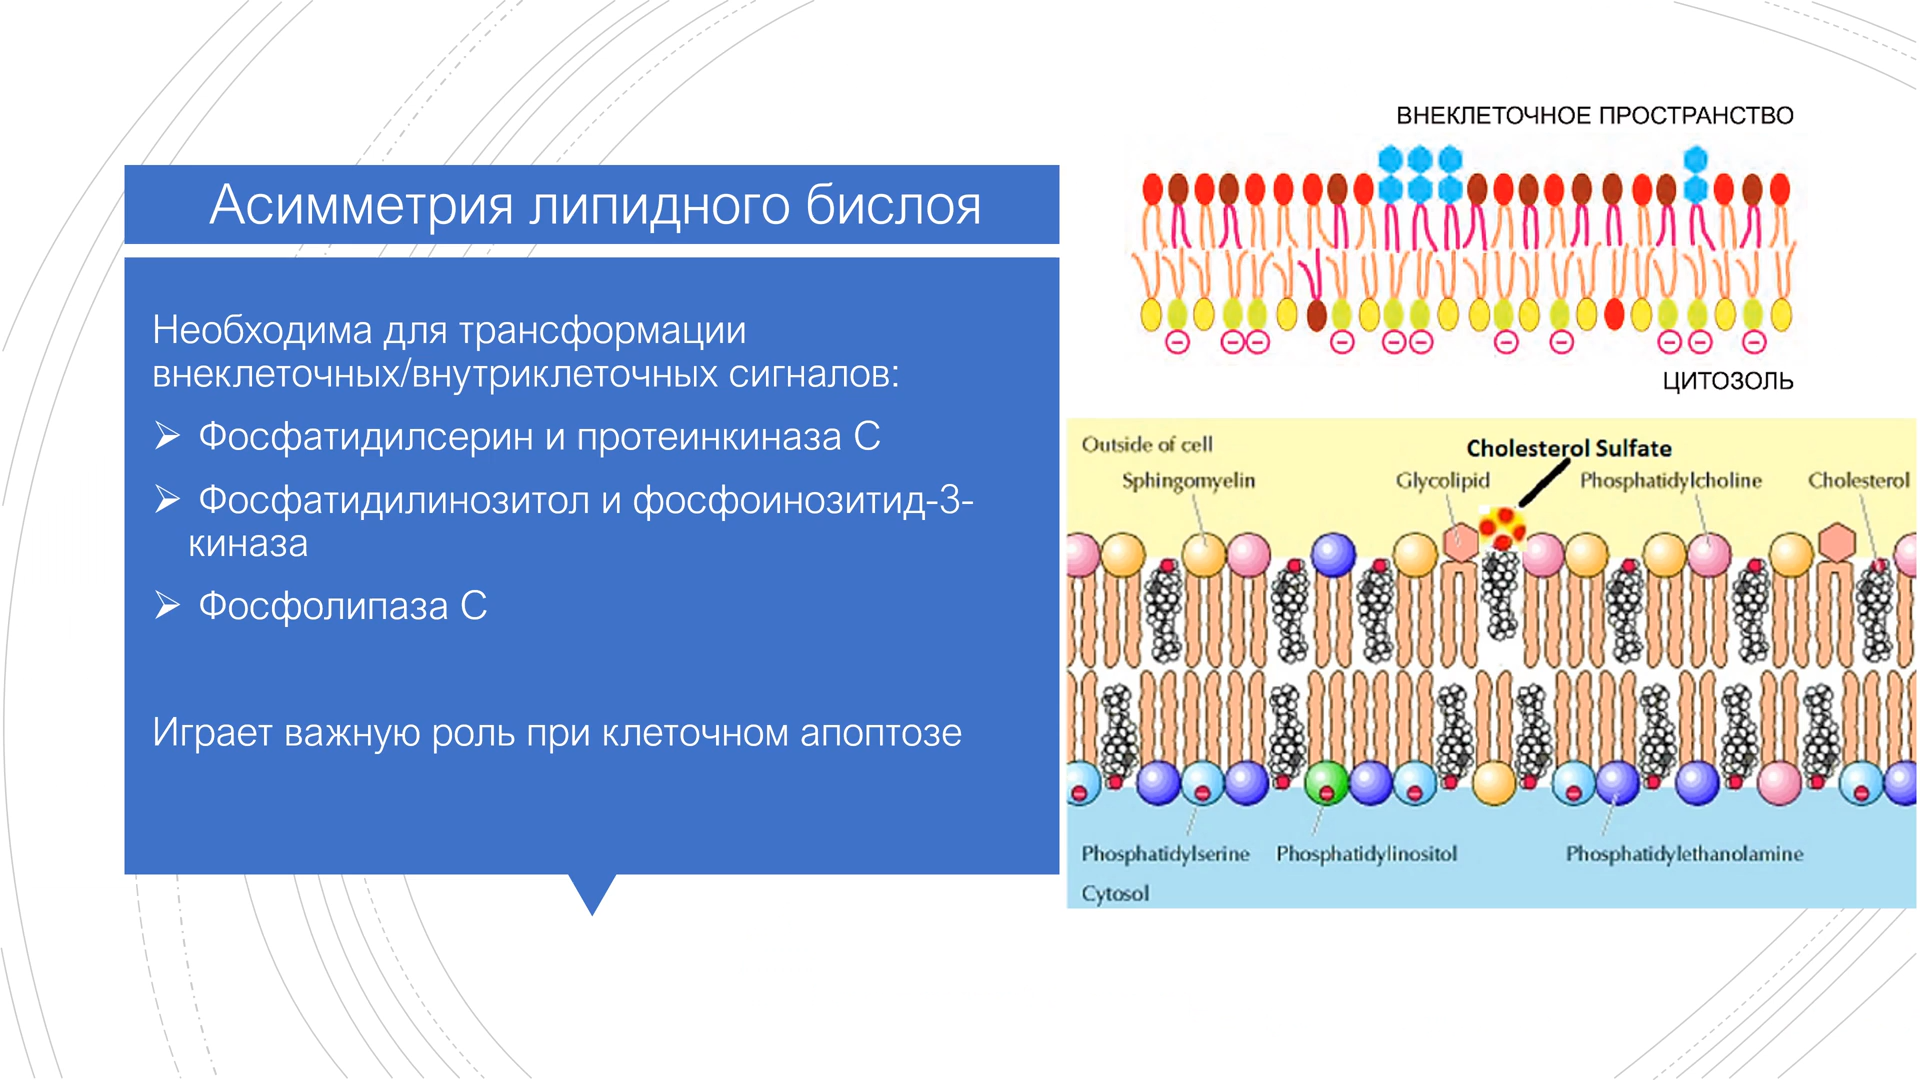 Асимметрия липидного бислоя
Необходима для трансформации
внеклеточных/внутриклеточных сигналов:
Фосфатидилсерин и протеинкиназа С
Фосфатидилинозитол и фосфоинозитид-3-
киназа
Фосфолипаза С
Играет важную роль при клеточном апоптозе
ВНЕКЛЕТОЧНОЕ ПРОСТРАНСТВО
ЦИТОЗОЛЬ
Outside of cell
Cholesterol Sulfate
Sphingomyelin
Glycolipid
Phosphatidylcholine
Cholesterol
Phosphatidylserine
Phosphatidylinositol
Phosphatidylethanolamine
Cytosol